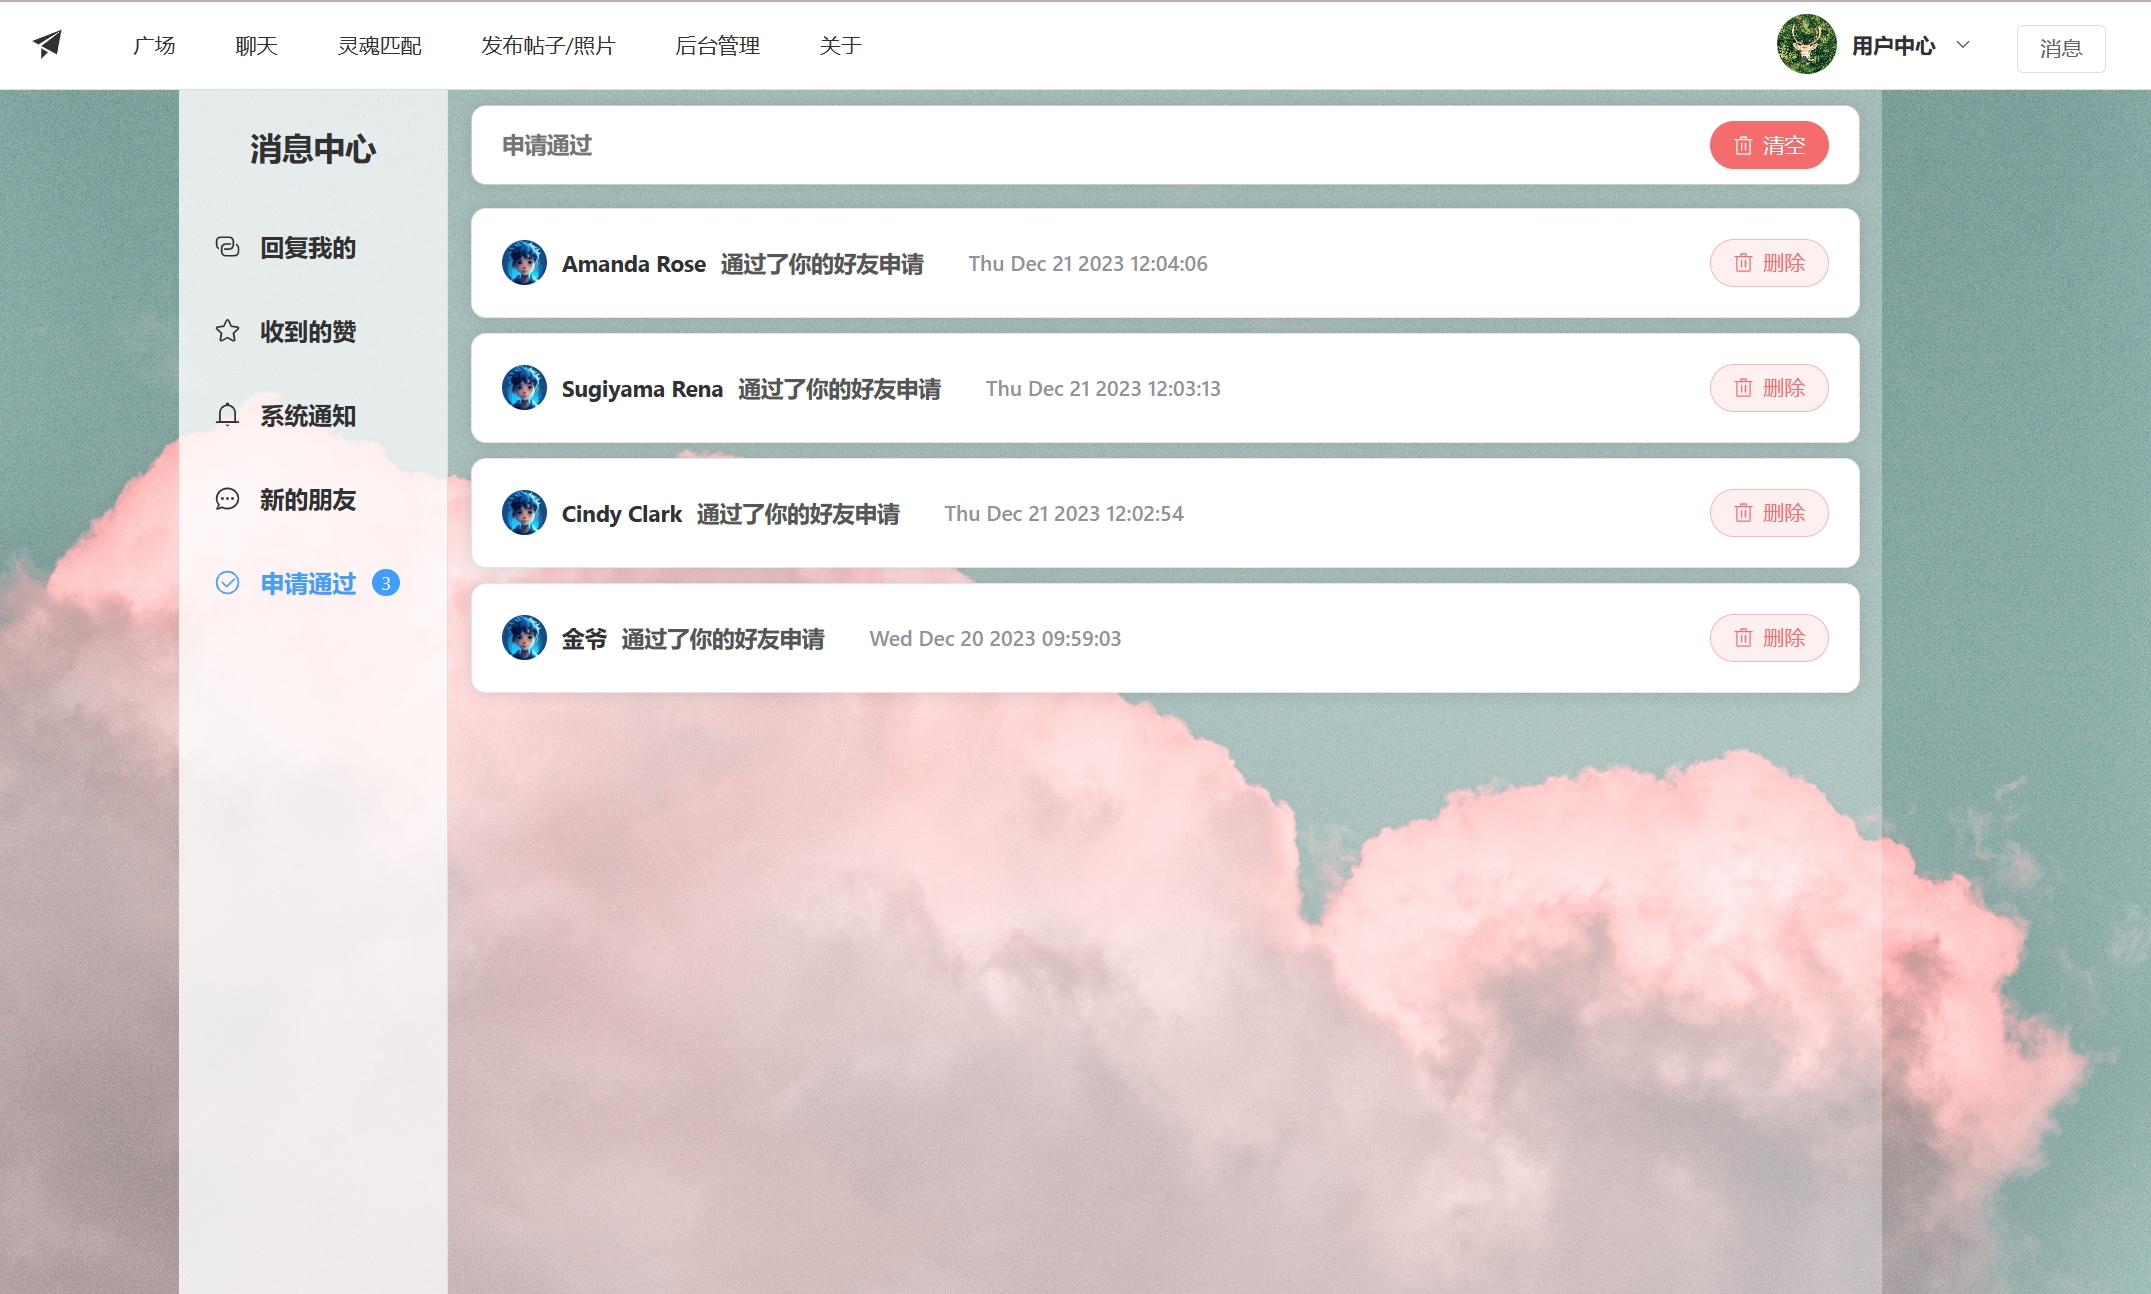 广场 聊天 灵魂匹配 发布帖子/照片 后台管理 关于 用户中心 消息
消息中心
回复我的
收到的赞
系统通知
新的朋友
申请通过 3
申请通过 清空
Amanda Rose 通过了你的好友申请 Thu Dec 21 2023 12:04:06 删除
Sugiyama Rena 通过了你的好友申请 Thu Dec 21 2023 12:03:13 删除
Cindy Clark 通过了你的好友申请 Thu Dec 21 2023 12:02:54 删除
金爷 通过了你的好友申请 Wed Dec 20 2023 09:59:03 删除